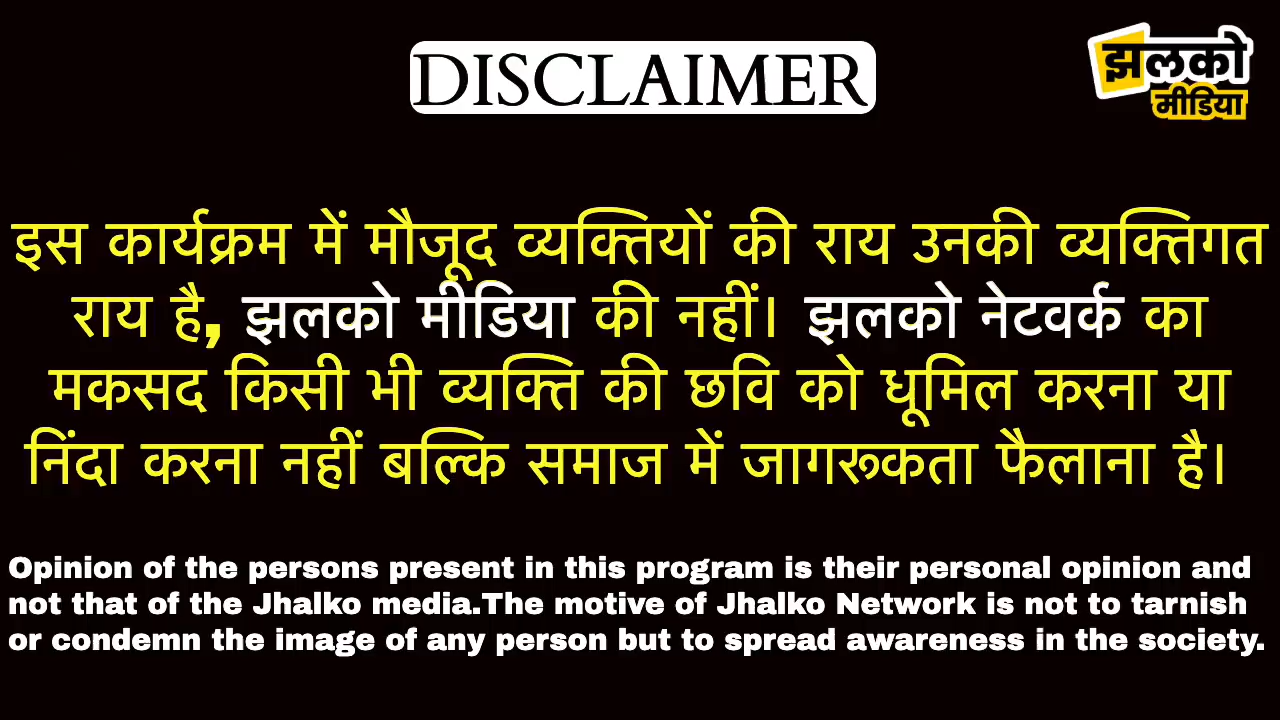 DISCLAIMER
झलको
मीडिया
इस कार्यक्रम में मौजूद व्यक्तियों की राय उनकी व्यक्तिगत
राय है, झलको मीडिया की नहीं। झलको नेटवर्क का
मकसद किसी भी व्यक्ति की छवि को धूमिल करना या
निंदा करना नहीं बल्कि समाज में जागरूकता फैलाना है।
Opinion of the persons present in this program is their personal opinion and
not that of the Jhalko media.The motive of Jhalko Network is not to tarnish
or condemn the image of any person but to spread awareness in the society.